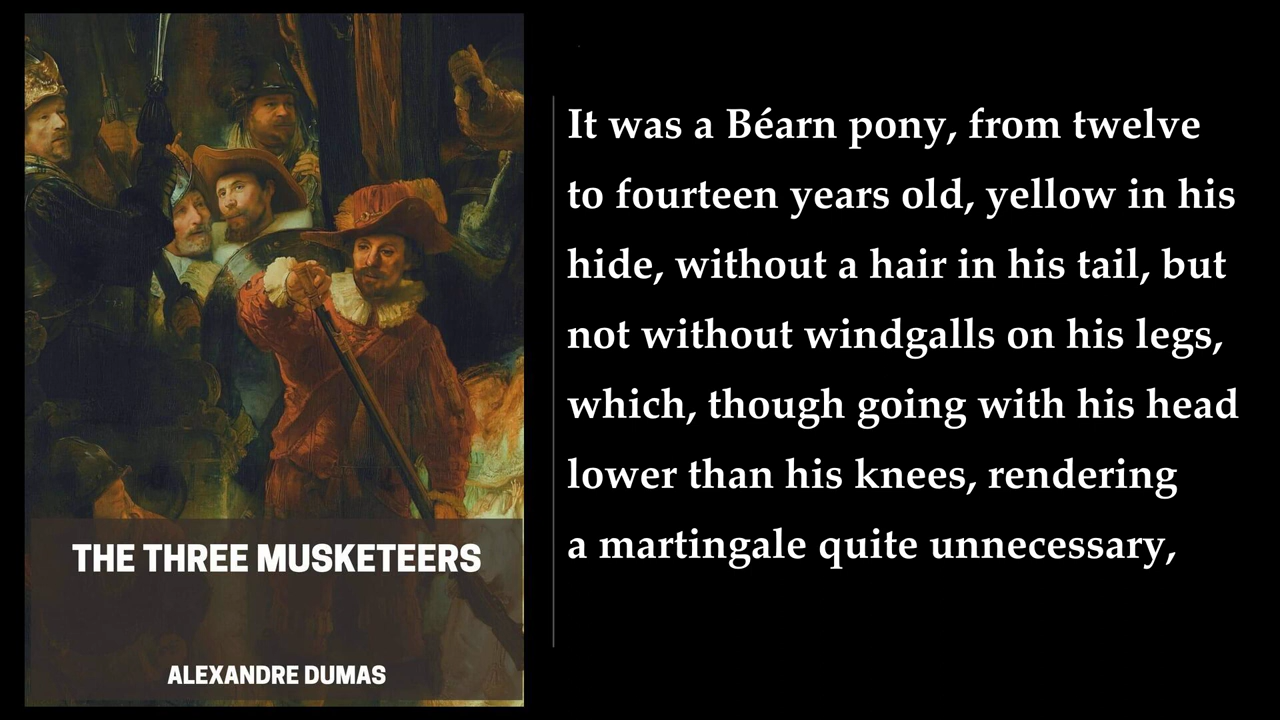 THE THREE MUSKETEERS
ALEXANDRE DUMAS
It was a Béarn pony, from twelve
to fourteen years old, yellow in his
hide, without a hair in his tail, but
not without windgalls on his legs,
which, though going with his head
lower than his knees, rendering
a martingale quite unnecessary,